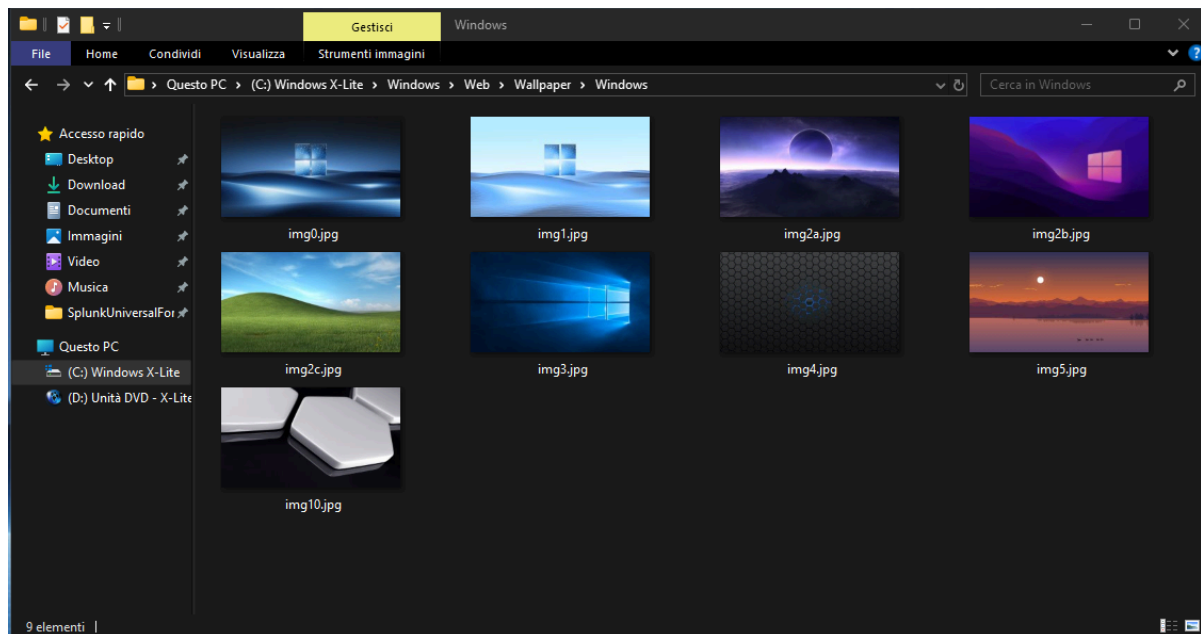 Gestisci
Windows
File Home Condividi Visualizza Strumenti immagini
Questo PC > (C:) Windows X-Lite > Windows > Web > Wallpaper > Windows
Cerca in Windows
Accesso rapido
Desktop
Download
Documenti
Immagini
Video
Musica
SplunkUniversalFor
Questo PC
(C:) Windows X-Lite
(D:) Unità DVD - X-Lite
img0.jpg img1.jpg img2a.jpg img2b.jpg
img2c.jpg img3.jpg img4.jpg img5.jpg
img10.jpg
9 elementi